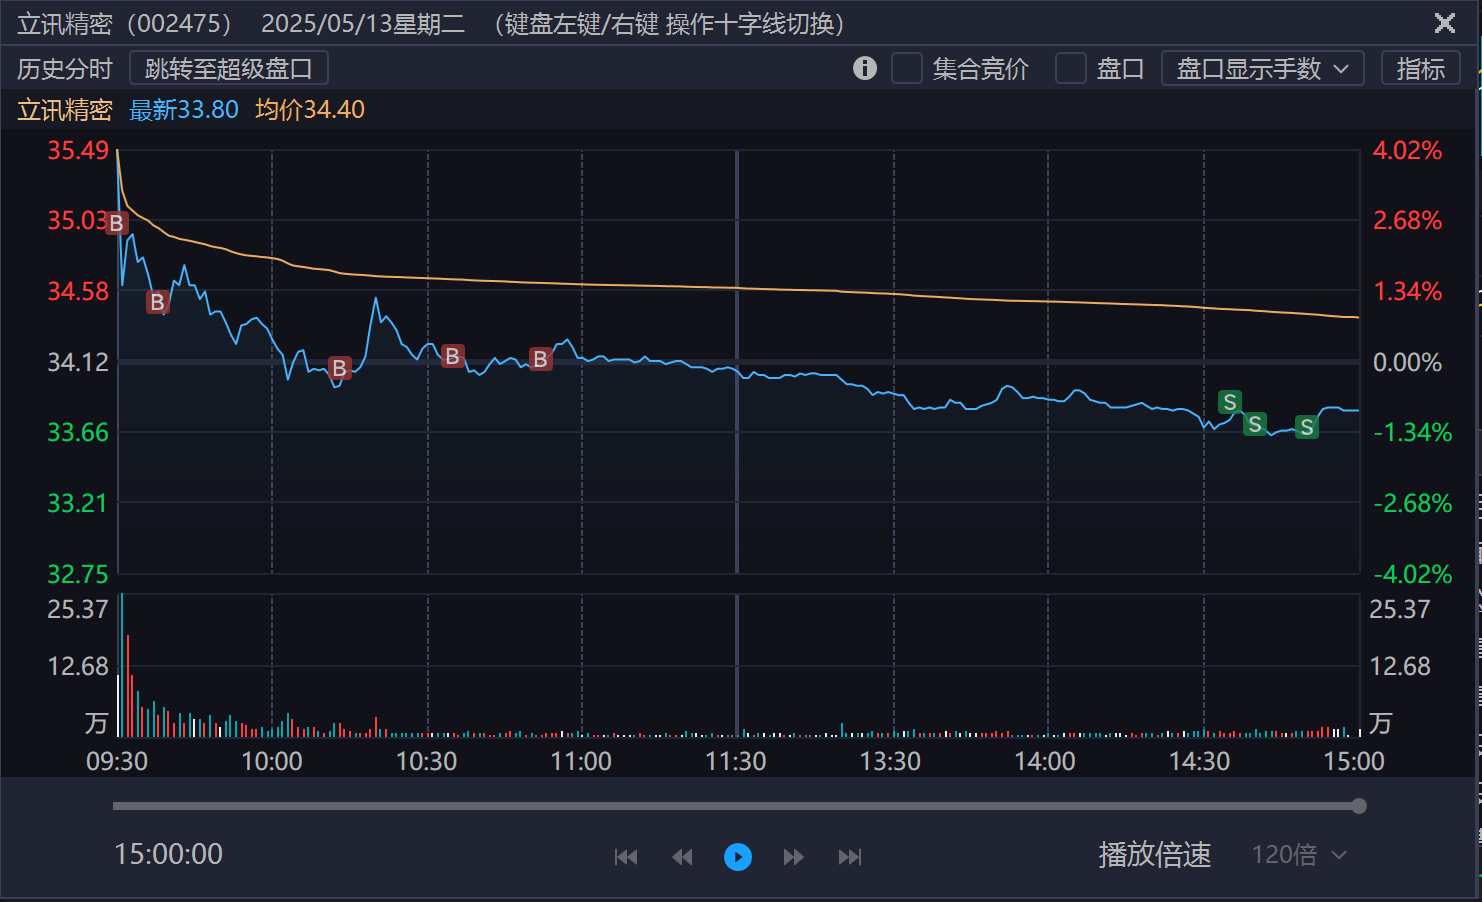 立讯精密（002475） 2025/05/13星期二 （键盘左键/右键 操作十字线切换）
历史分时 跳转至超级盘口 集合竞价 盘口 盘口显示手数 指标
立讯精密 最新33.80 均价34.40
35.49 4.02%
35.03 B 2.68%
34.58 B 1.34%
34.12 B B B 0.00%
S
S S
33.66 -1.34%
33.21 -2.68%
32.75 -4.02%
25.37 25.37
12.68 12.68
万 万
09:30 10:00 10:30 11:00 11:30 13:30 14:00 14:30 15:00
15:00:00 播放倍速 120倍